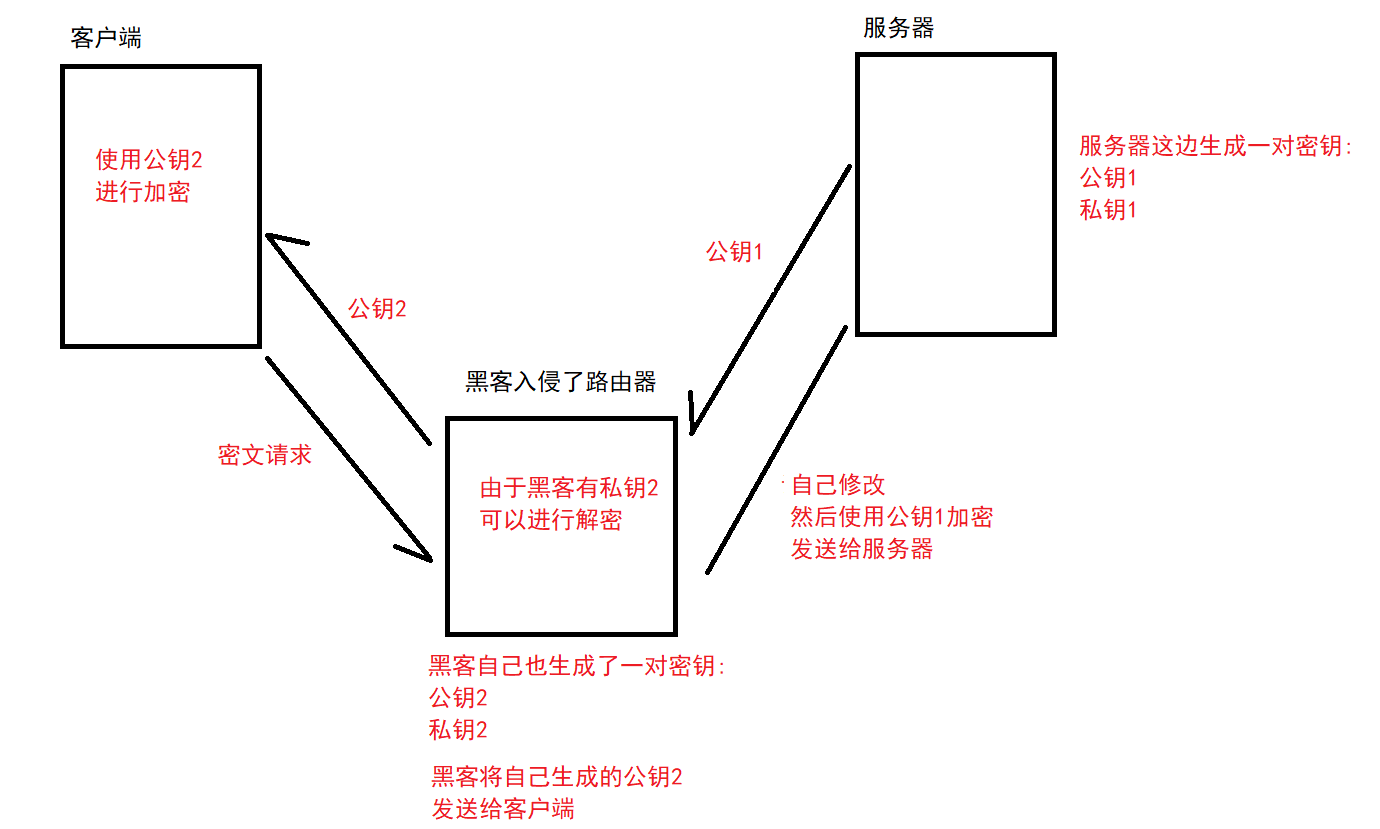 客户端
服务器
使用公钥2
进行加密
服务器这边生成一对密钥:
公钥1
私钥1
公钥1
公钥2
黑客入侵了路由器
密文请求
由于黑客有私钥2
可以进行解密
自己修改
然后使用公钥1加密
发送给服务器
黑客自己也生成了一对密钥:
公钥2
私钥2
黑客将自己生成的公钥2
发送给客户端